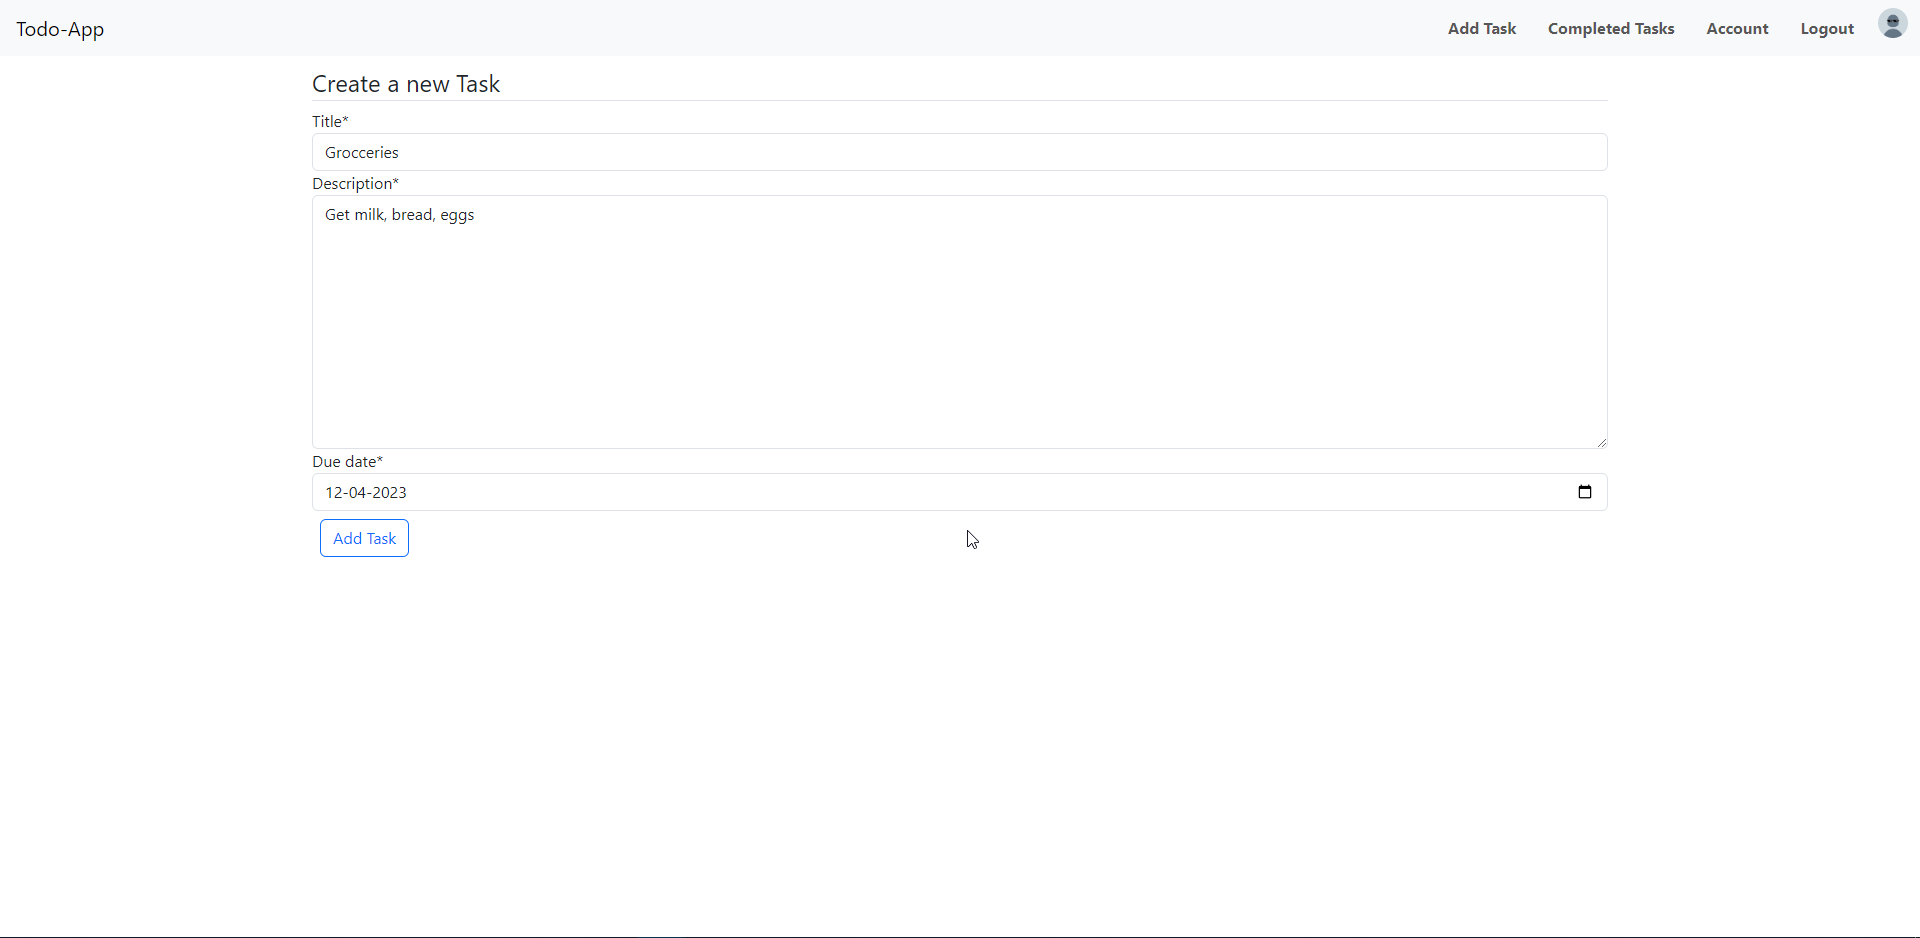 Todo-App
Add Task Completed Tasks Account Logout
Create a new Task
Title*
Grocceries
Description*
Get milk, bread, eggs
Due date*
12-04-2023
Add Task